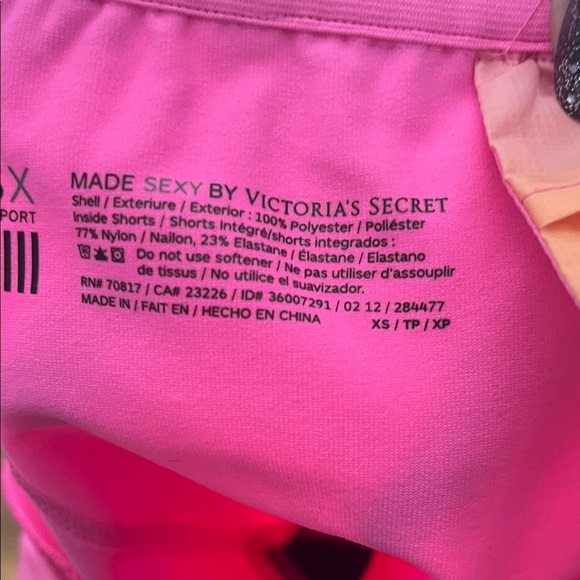 X
PORT
MADE SEXY BY VICTORIA'S SECRET
Shell / Exteriure / Exterior : 100% Polyester / Poliéster
Inside Shorts / Shorts Intégré/shorts integrados :
77% Nylon / Nailon, 23% Elastane / Élastane / Elastano
Do not use softener / Ne pas utiliser d'assouplir
de tissus / No utilice el suavizador.
RN# 70817 / CA# 23226 / ID# 36007291 / 02 12 / 284477
MADE IN / FAIT EN / HECHO EN CHINA
XS / TP / XP